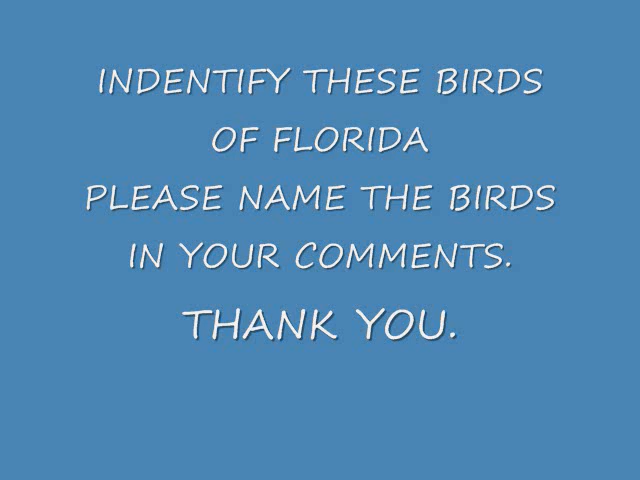 INDENTIFY THESE BIRDS
OF FLORIDA
PLEASE NAME THE BIRDS
IN YOUR COMMENTS.
THANK YOU.